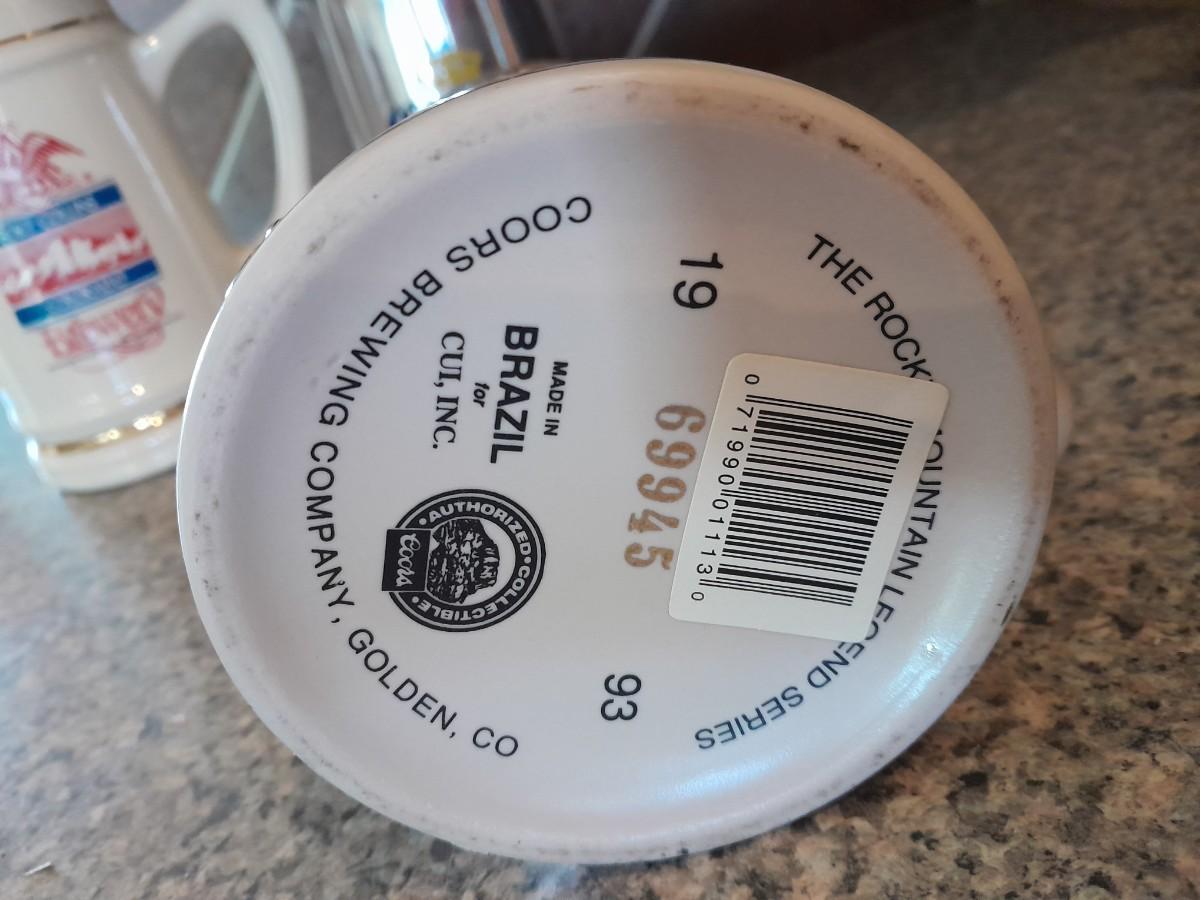 THE ROCKY MOUNTAIN LEGEND SERIES
19
93
69945
0 71990 01113 0
MADE IN
BRAZIL
for
CUI, INC.
AUTHORIZED • COLLECTIBLE
Coors
COORS BREWING COMPANY, GOLDEN, CO